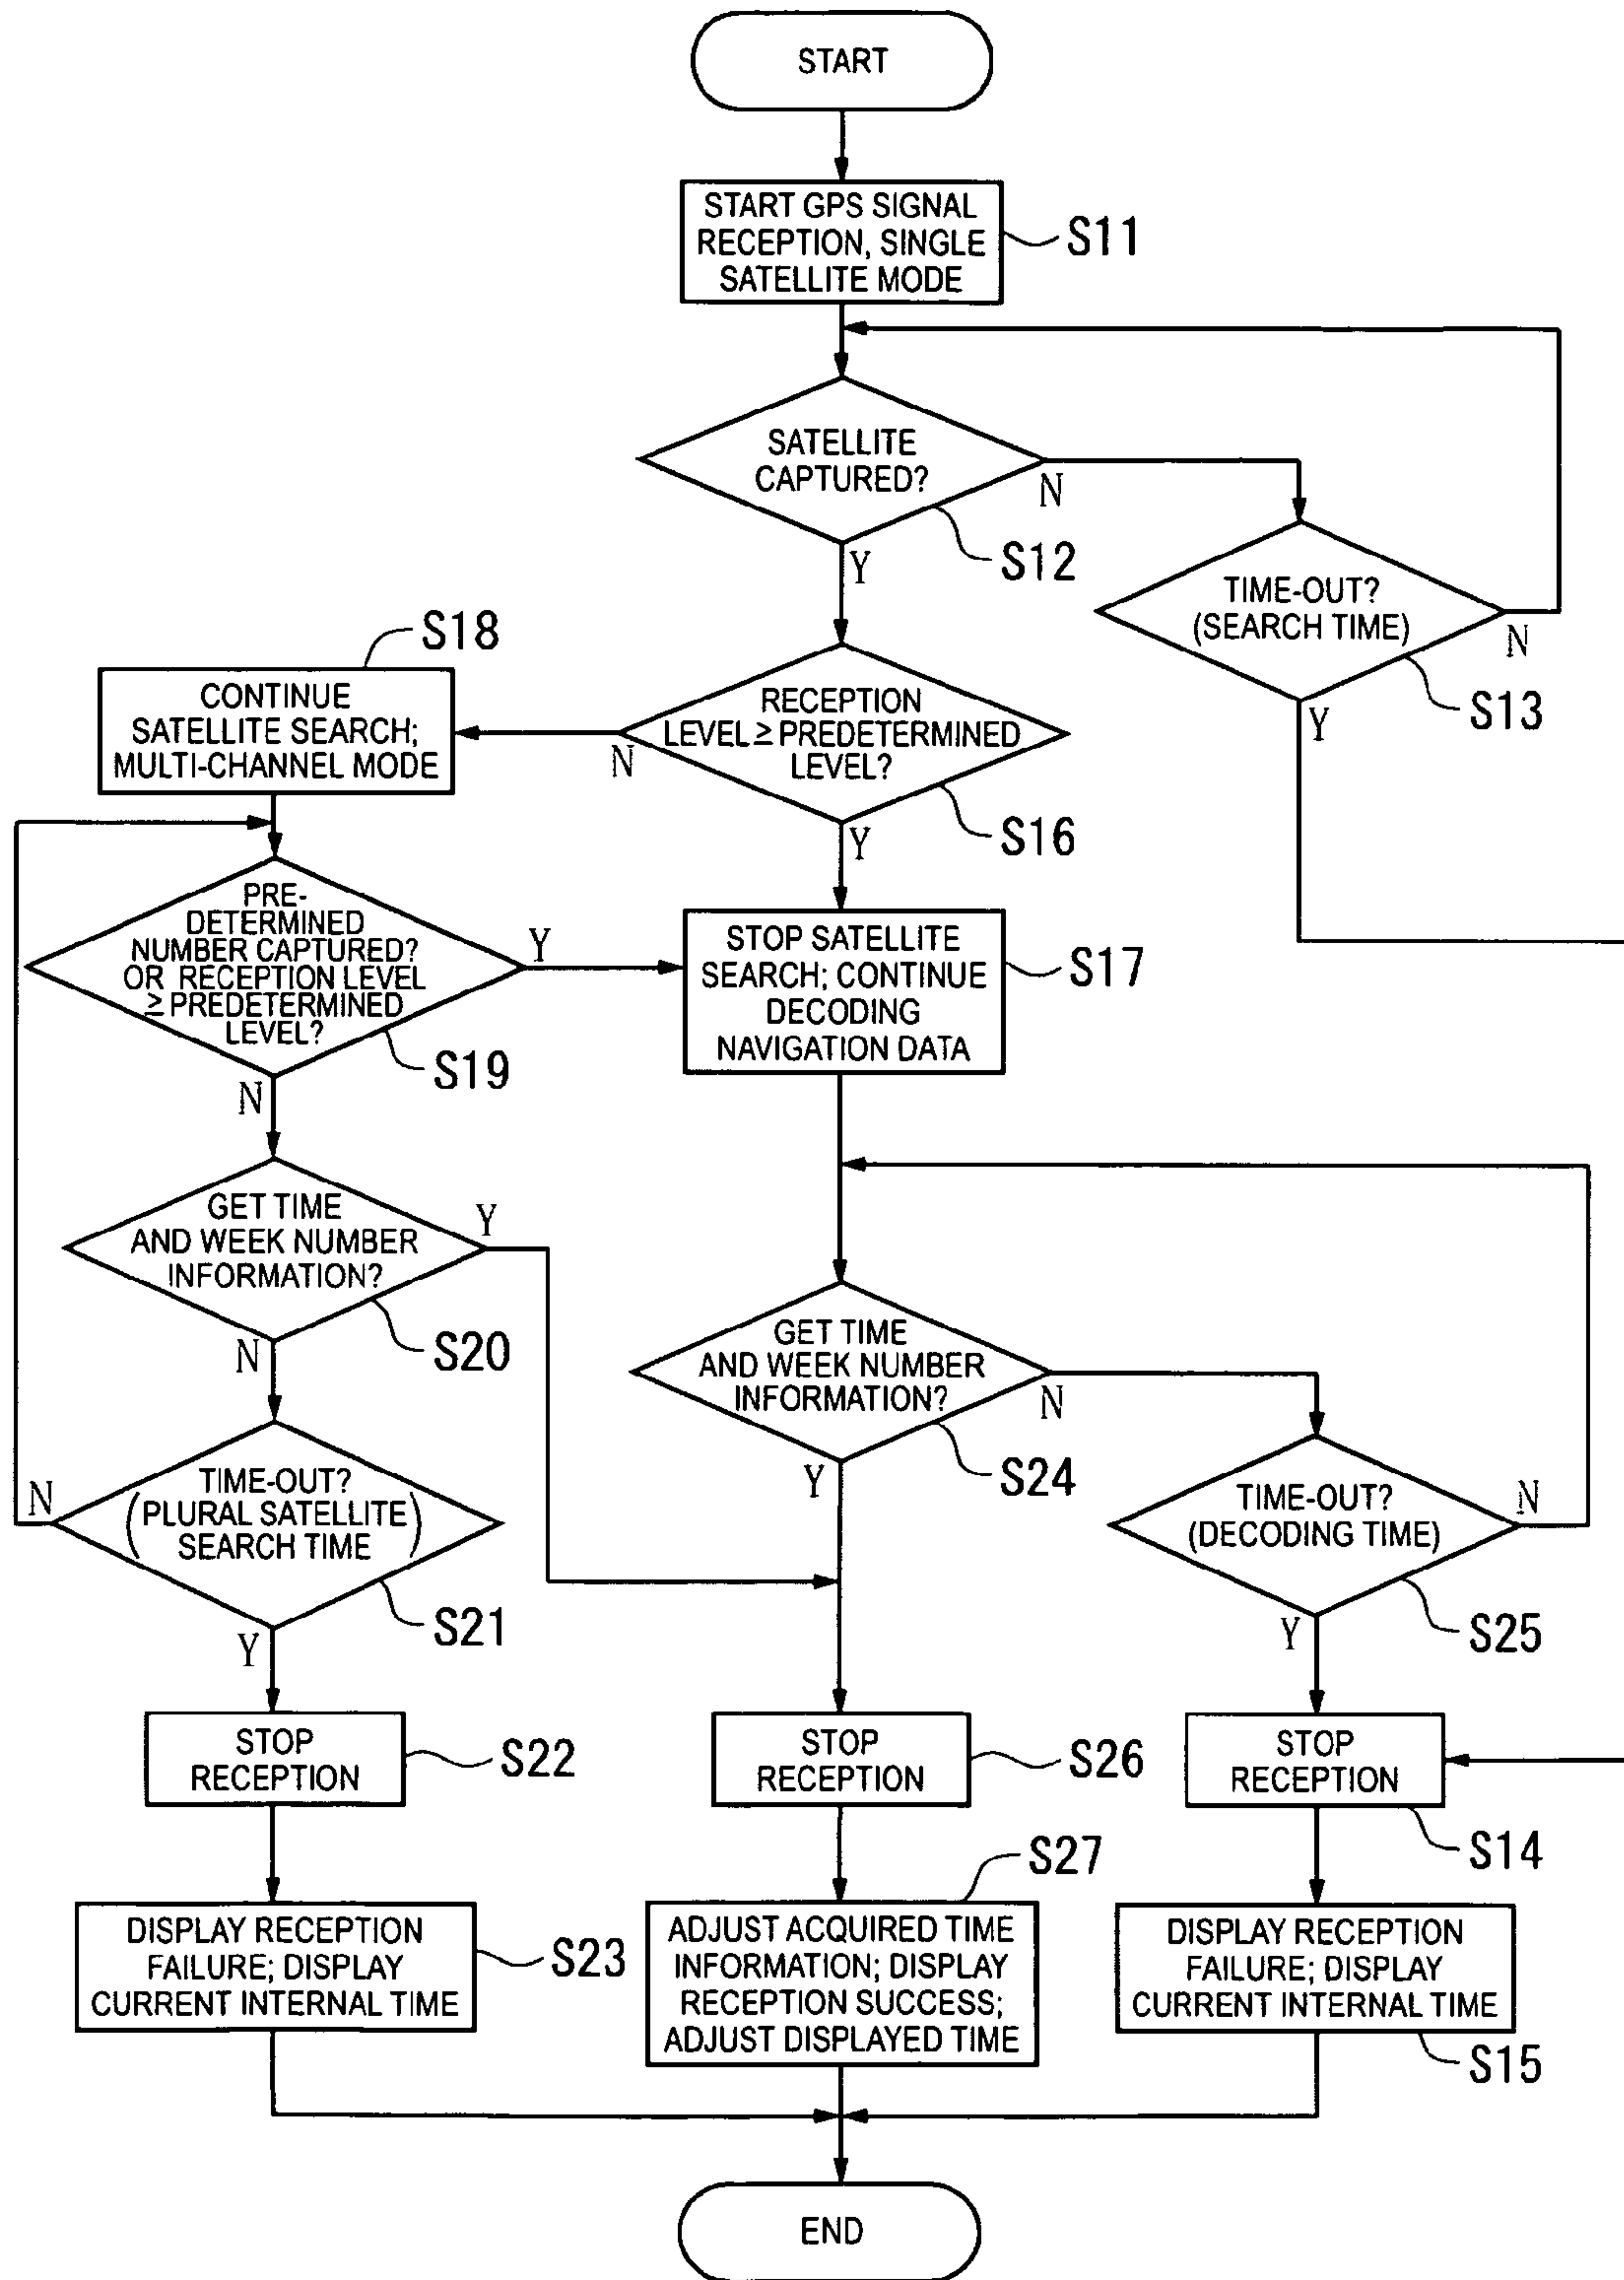 START
START GPS SIGNAL
RECEPTION, SINGLE
SATELLITE MODE
S11
SATELLITE
CAPTURED?
N
S12
Y
TIME-OUT?
(SEARCH TIME)
N
S13
Y
S18
CONTINUE
SATELLITE SEARCH;
MULTI-CHANNEL MODE
RECEPTION
LEVEL ≥ PREDETERMINED
LEVEL?
N
S16
Y
PRE-
DETERMINED
NUMBER CAPTURED?
OR RECEPTION LEVEL
≥ PREDETERMINED
LEVEL?
Y
S19
N
STOP SATELLITE
SEARCH; CONTINUE
DECODING
NAVIGATION DATA
S17
GET TIME
AND WEEK NUMBER
INFORMATION?
Y
S20
N
GET TIME
AND WEEK NUMBER
INFORMATION?
N
S24
Y
TIME-OUT?
(PLURAL SATELLITE
SEARCH TIME)
N
S21
Y
TIME-OUT?
(DECODING TIME)
N
S25
Y
STOP
RECEPTION
S22
STOP
RECEPTION
S26
STOP
RECEPTION
S14
DISPLAY RECEPTION
FAILURE; DISPLAY
CURRENT INTERNAL TIME
S23
S27
ADJUST ACQUIRED TIME
INFORMATION; DISPLAY
RECEPTION SUCCESS;
ADJUST DISPLAYED TIME
DISPLAY RECEPTION
FAILURE; DISPLAY
CURRENT INTERNAL TIME
S15
END